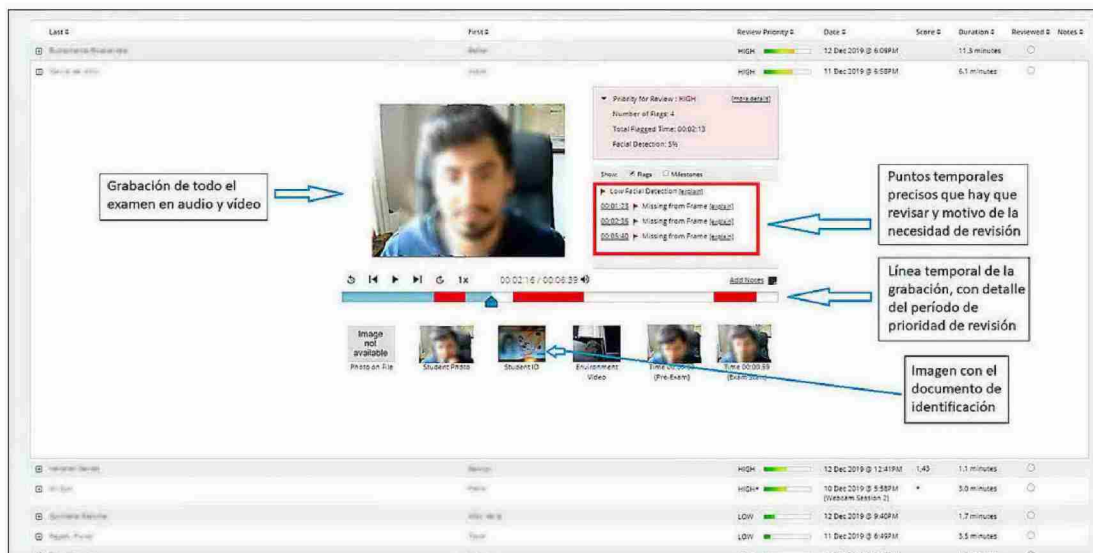 Last First Review Priority Date Score Duration Reviewed Notes
HIGH 12 Dec 2019 @ 6:09PM 11.3 minutes
HIGH 11 Dec 2019 @ 6:58PM 6.1 minutes
Grabación de todo el
examen en audio y vídeo
Priority for Review : HIGH [more details]
Number of Flags: 4
Total Flagged Time: 00:02:13
Facial Detection: 5%
Show: Flags Milestones
Low Facial Detection [explain]
00:01:23 Missing from Frame [explain]
00:02:35 Missing from Frame [explain]
00:05:40 Missing from Frame [explain]
Puntos temporales
precisos que hay que
revisar y motivo de la
necesidad de revisión
1x 00:02:16 / 00:06:39 Add Notes
Línea temporal de la
grabación, con detalle
del período de
prioridad de revisión
Image
not
available
Photo on File Student Photo Student ID Environment
Video
(Pre-Exam)
Imagen con el
documento de
identificación
HIGH 12 Dec 2019 @ 12:41PM 1,43 1.1 minutes
HIGH* 10 Dec 2019 @ 5:58PM * 3.0 minutes
(Webcam Session 2)
LOW 12 Dec 2019 @ 9:40PM 1.7 minutes
LOW 11 Dec 2019 @ 6:49PM 3.5 minutes